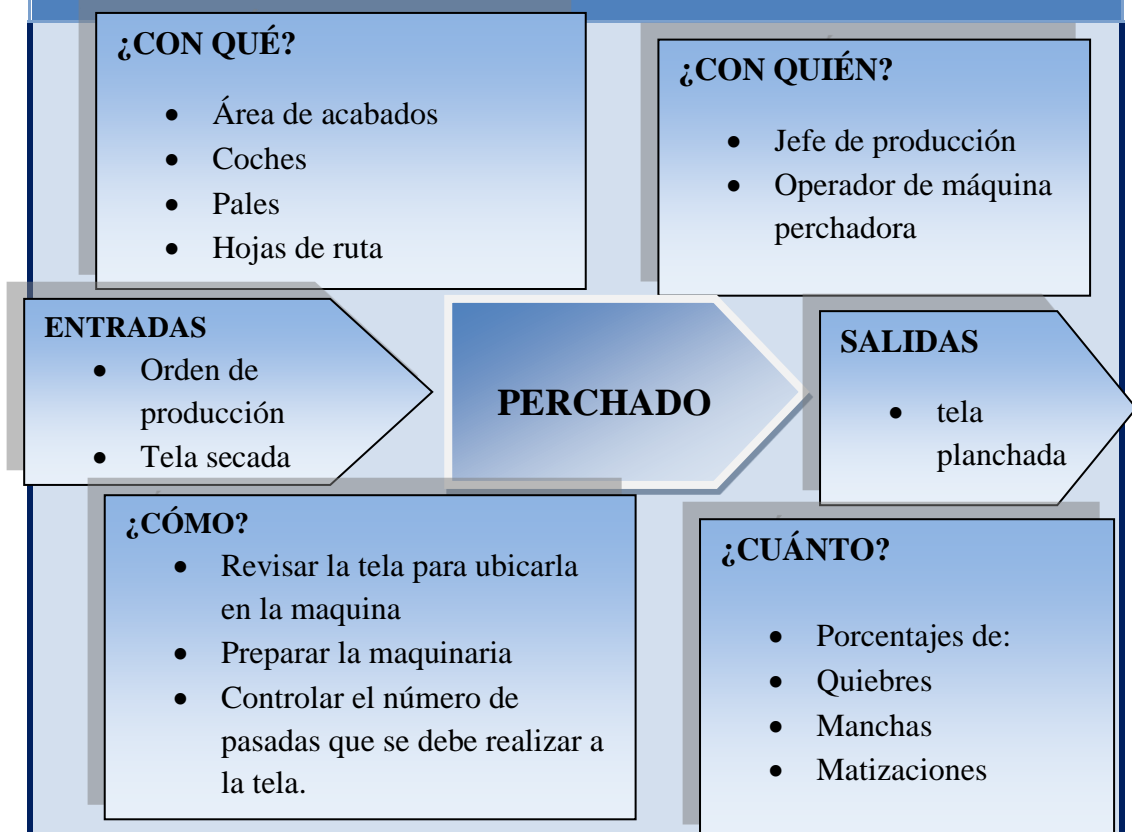 ¿CON QUÉ?
• Área de acabados
• Coches
• Pales
• Hojas de ruta
¿CON QUIÉN?
• Jefe de producción
• Operador de máquina
perchadora
ENTRADAS
• Orden de
producción
• Tela secada
PERCHADO
SALIDAS
• tela
planchada
¿CÓMO?
• Revisar la tela para ubicarla
en la maquina
• Preparar la maquinaria
• Controlar el número de
pasadas que se debe realizar a
la tela.
¿CUÁNTO?
• Porcentajes de:
• Quiebres
• Manchas
• Matizaciones